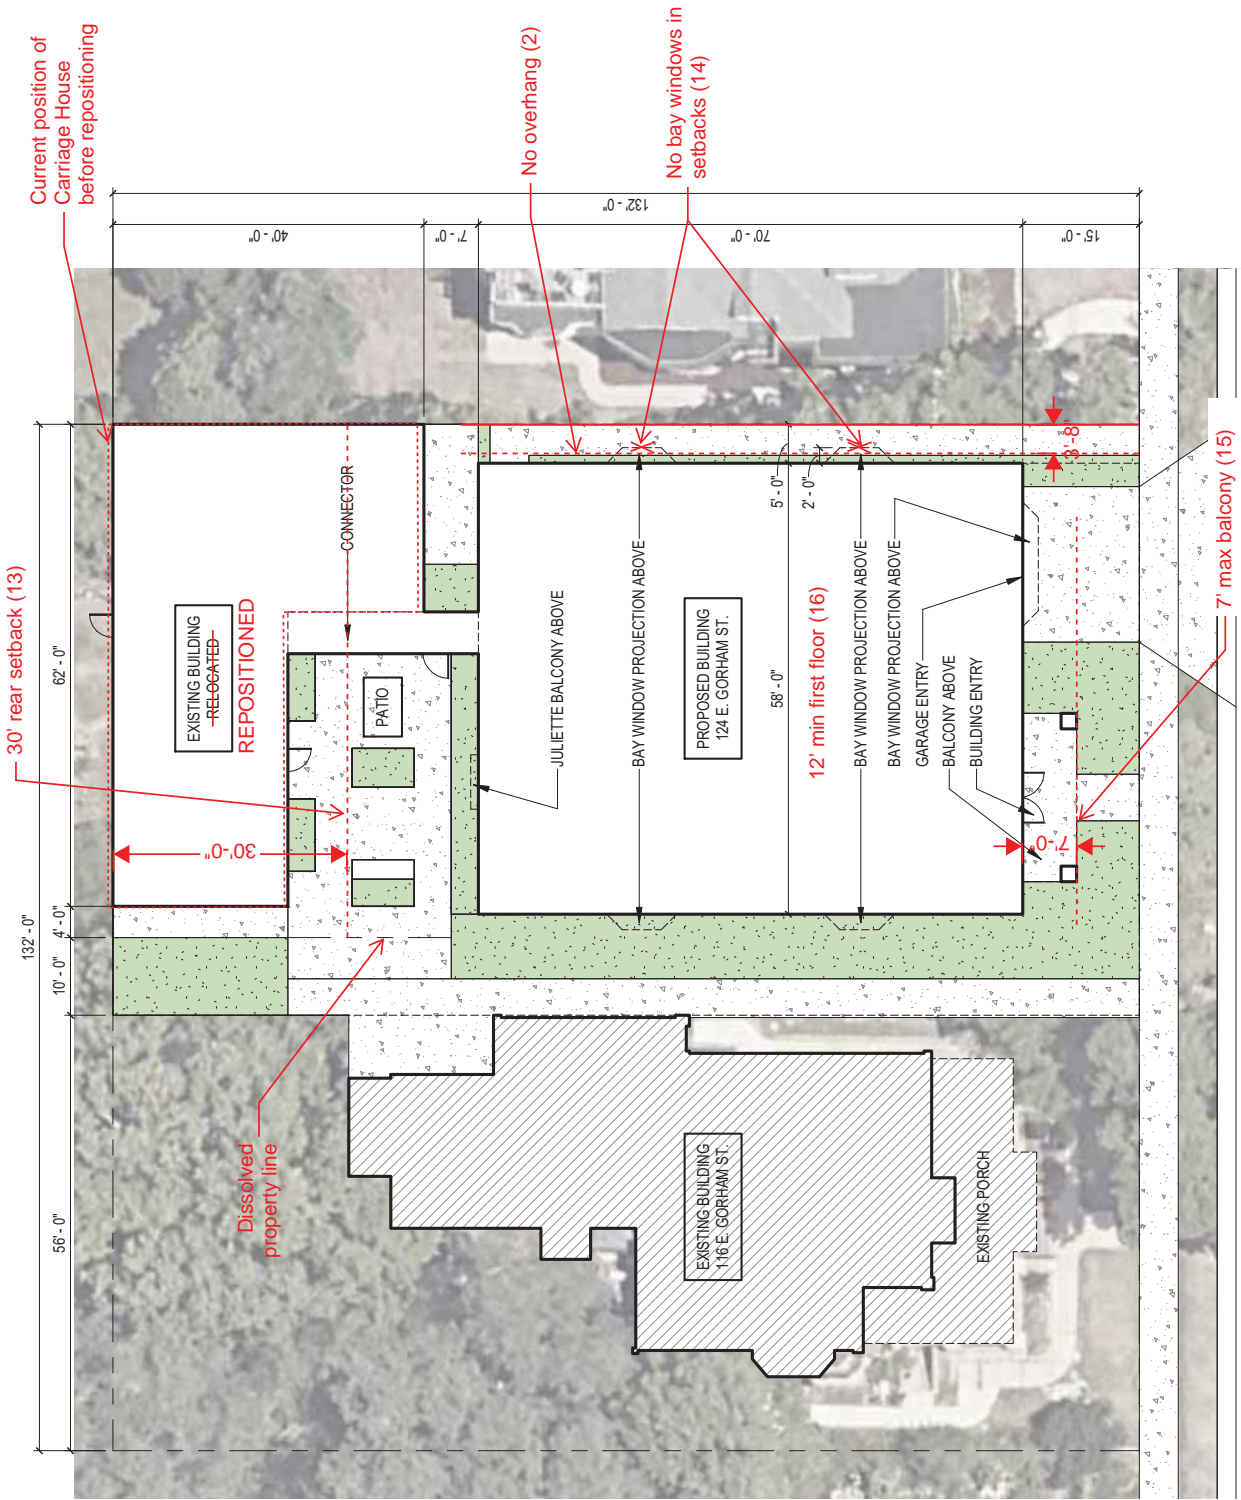 Current position of
Carriage House
before repositioning
30' rear setback (13)
No overhang (2)
No bay windows in
setbacks (14)
132' - 0"
40' - 0"
7' - 0"
70' - 0"
15' - 0"
132' - 0"
62' - 0"
4' - 0"
10' - 0"
56' - 0"
EXISTING BUILDING
RELOCATED
REPOSITIONED
CONNECTOR
PATIO
30'-0"
Dissolved
property line
JULIETTE BALCONY ABOVE
BAY WINDOW PROJECTION ABOVE
PROPOSED BUILDING
124 E. GORHAM ST.
58' - 0"
5' - 0"
2' - 0"
12' min first floor (16)
BAY WINDOW PROJECTION ABOVE
BAY WINDOW PROJECTION ABOVE
GARAGE ENTRY
BALCONY ABOVE
BUILDING ENTRY
3'-8"
7'-0"
7' max balcony (15)
EXISTING BUILDING
116 E. GORHAM ST.
EXISTING PORCH